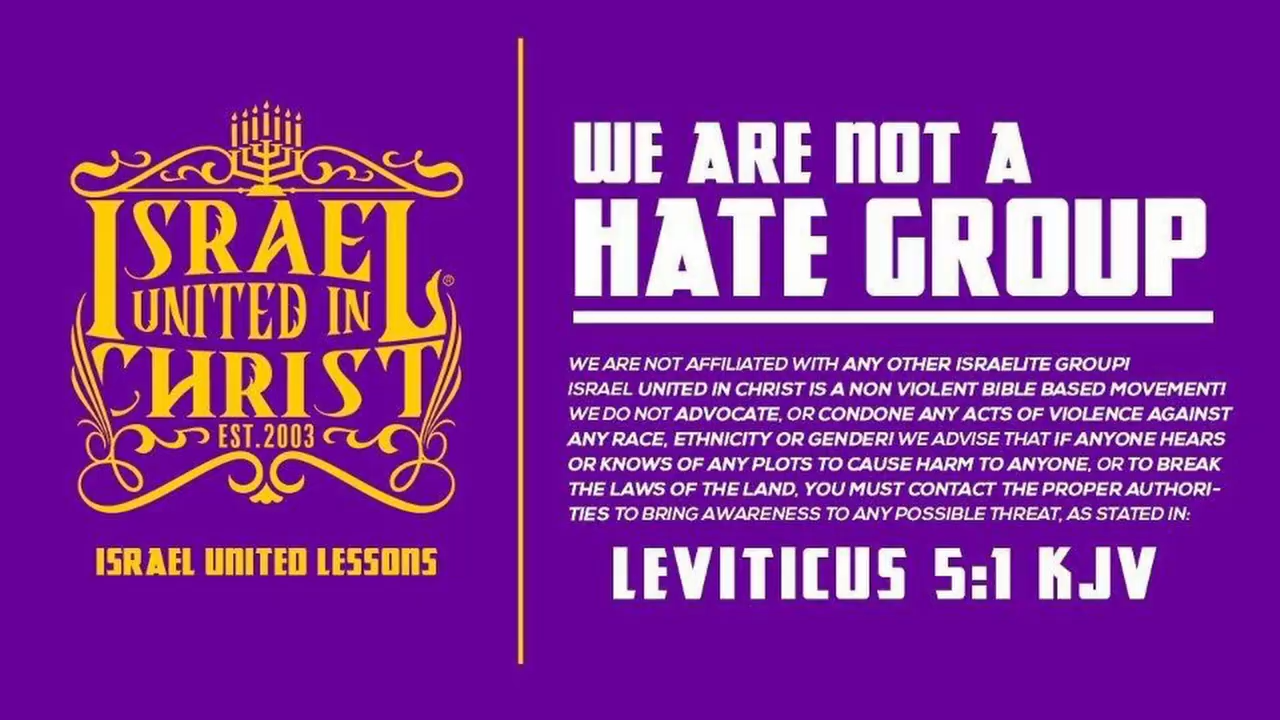 ISRAEL
UNITED IN
CHRIST
EST. 2003
ISRAEL UNITED LESSONS
WE ARE NOT A
HATE GROUP
WE ARE NOT AFFILIATED WITH ANY OTHER ISRAELITE GROUP!
ISRAEL UNITED IN CHRIST IS A NON VIOLENT BIBLE BASED MOVEMENT!
WE DO NOT ADVOCATE, OR CONDONE ANY ACTS OF VIOLENCE AGAINST
ANY RACE, ETHNICITY OR GENDER! WE ADVISE THAT IF ANYONE HEARS
OR KNOWS OF ANY PLOTS TO CAUSE HARM TO ANYONE, OR TO BREAK
THE LAWS OF THE LAND, YOU MUST CONTACT THE PROPER AUTHORI-
TIES TO BRING AWARENESS TO ANY POSSIBLE THREAT, AS STATED IN:
LEVITICUS 5:1 KJV